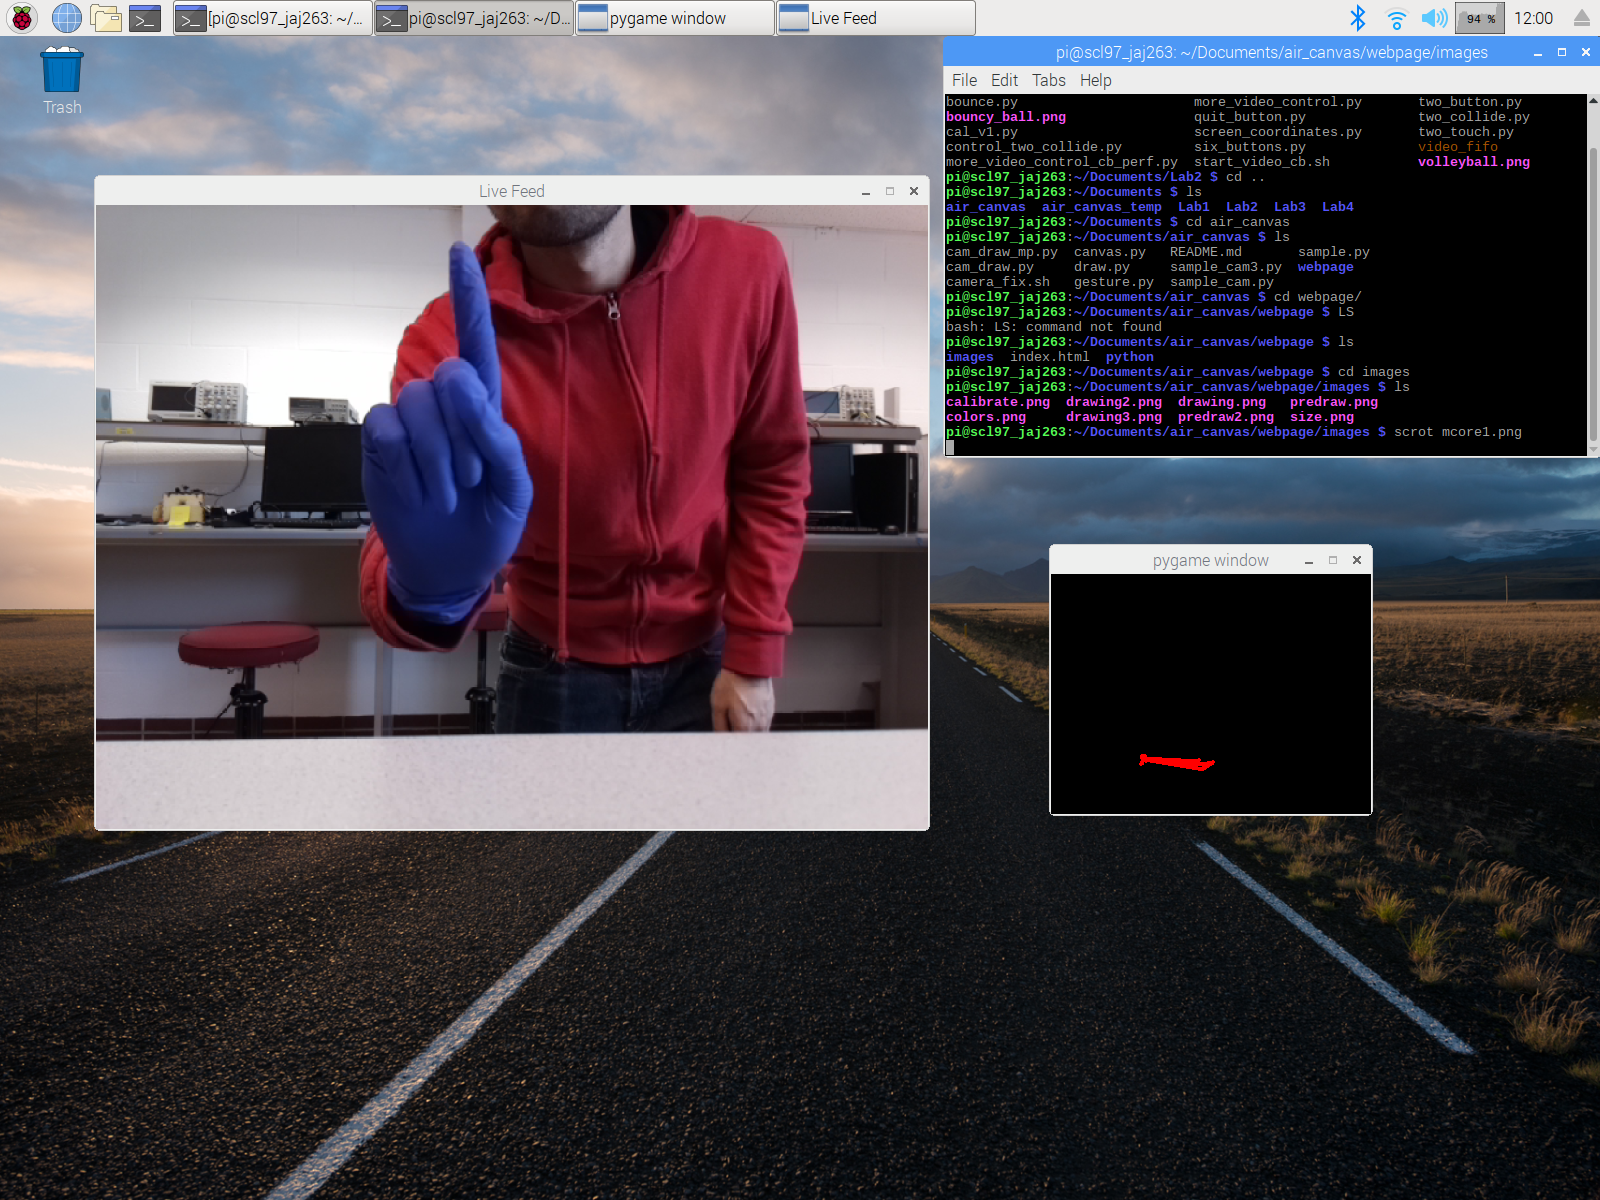 [pi@scl97_jaj263: ~/... pi@scl97_jaj263: ~/D... pygame window Live Feed 94 % 12:00
Trash
pi@scl97_jaj263: ~/Documents/air_canvas/webpage/images
File Edit Tabs Help
bounce.py more_video_control.py two_button.py
bouncy_ball.png quit_button.py two_collide.py
cal_v1.py screen_coordinates.py two_touch.py
control_two_collide.py six_buttons.py video_fifo
more_video_control_cb_perf.py start_video_cb.sh volleyball.png
pi@scl97_jaj263:~/Documents/Lab2 $ cd ..
pi@scl97_jaj263:~/Documents $ ls
air_canvas air_canvas_temp Lab1 Lab2 Lab3 Lab4
pi@scl97_jaj263:~/Documents $ cd air_canvas
pi@scl97_jaj263:~/Documents/air_canvas $ ls
cam_draw_mp.py canvas.py README.md sample.py
cam_draw.py draw.py sample_cam3.py webpage
camera_fix.sh gesture.py sample_cam.py
pi@scl97_jaj263:~/Documents/air_canvas $ cd webpage/
pi@scl97_jaj263:~/Documents/air_canvas/webpage $ LS
bash: LS: command not found
pi@scl97_jaj263:~/Documents/air_canvas/webpage $ ls
images index.html python
pi@scl97_jaj263:~/Documents/air_canvas/webpage $ cd images
pi@scl97_jaj263:~/Documents/air_canvas/webpage/images $ ls
calibrate.png drawing2.png drawing.png predraw.png
colors.png drawing3.png predraw2.png size.png
pi@scl97_jaj263:~/Documents/air_canvas/webpage/images $ scrot mcore1.png
Live Feed
pygame window